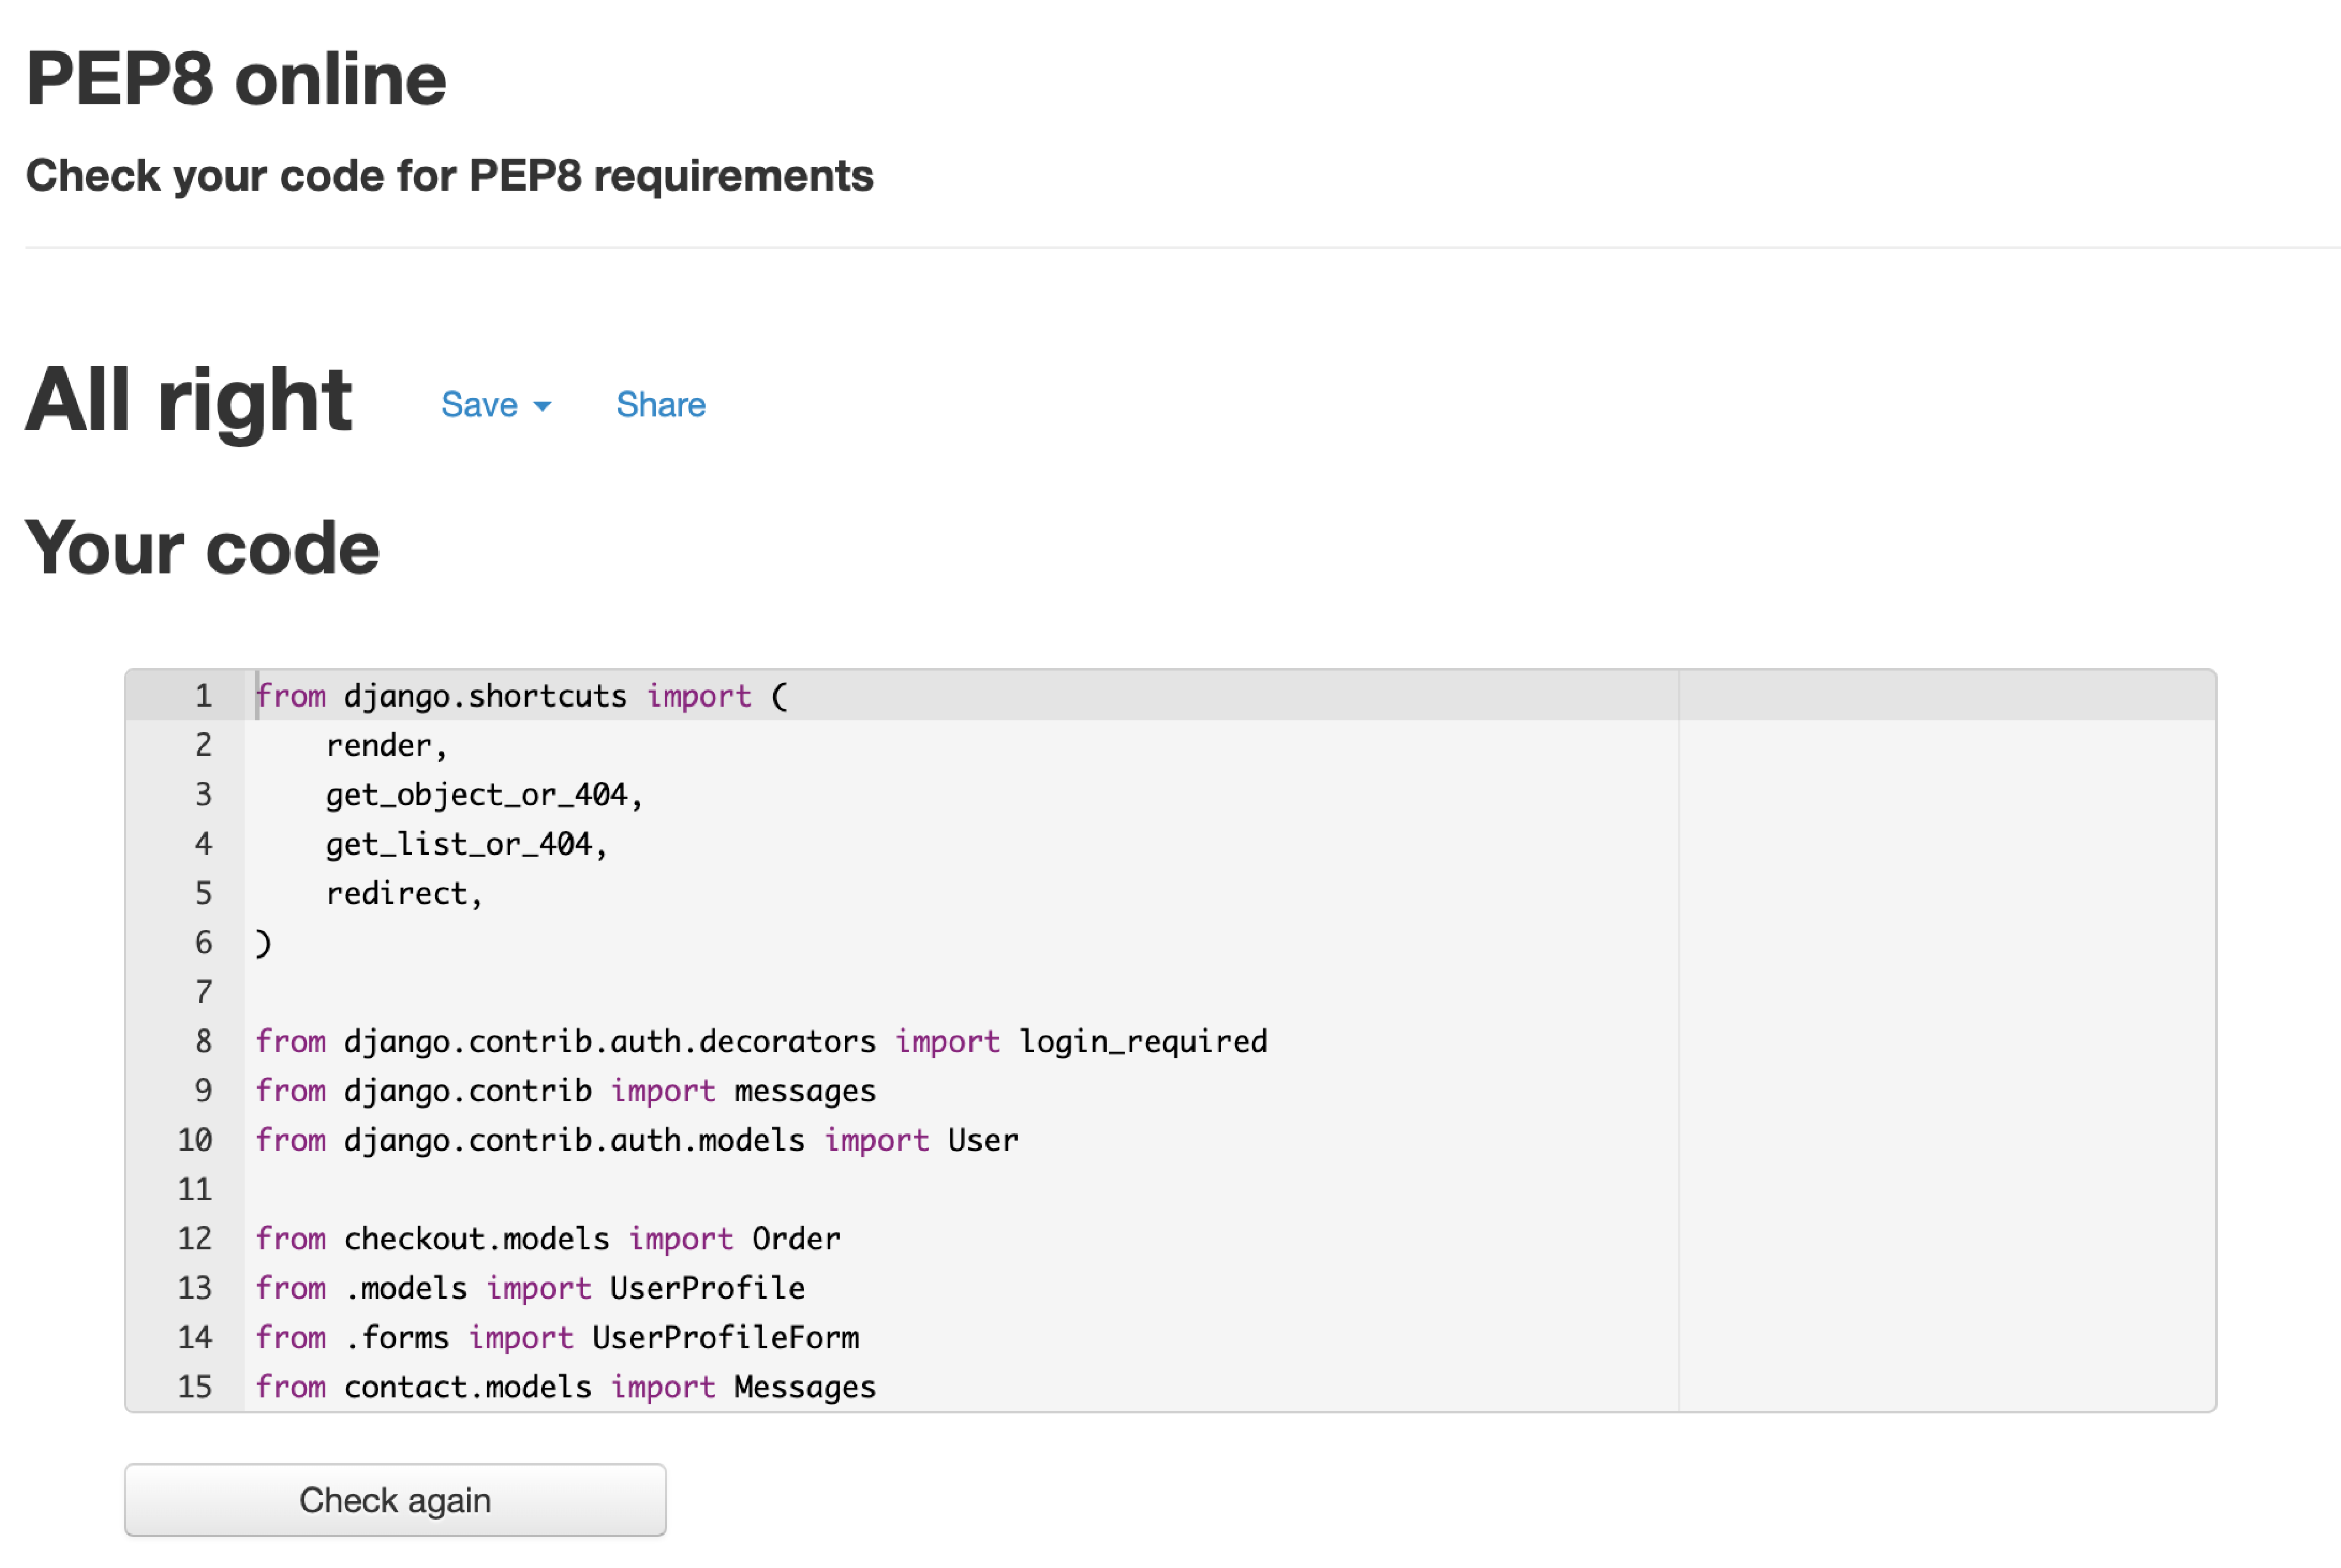 PEP8 online
Check your code for PEP8 requirements
All right Save Share
Your code
1 from django.shortcuts import (
2     render,
3     get_object_or_404,
4     get_list_or_404,
5     redirect,
6 )
7
8 from django.contrib.auth.decorators import login_required
9 from django.contrib import messages
10 from django.contrib.auth.models import User
11
12 from checkout.models import Order
13 from .models import UserProfile
14 from .forms import UserProfileForm
15 from contact.models import Messages
Check again